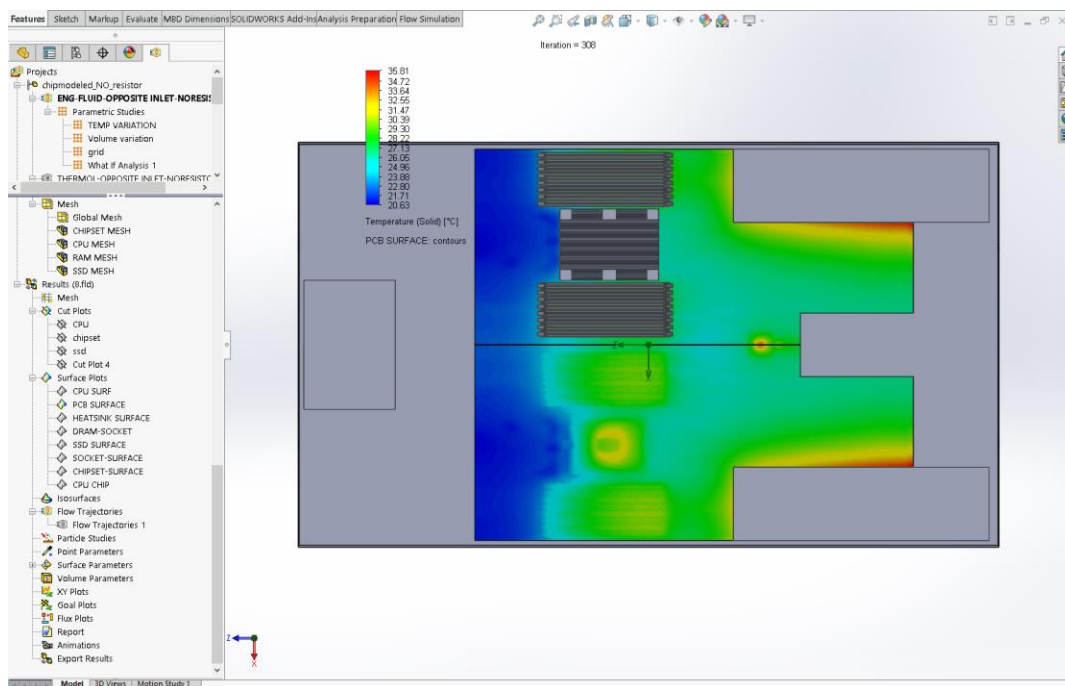 Features Sketch Markup Evaluate MBD Dimensions SOLIDWORKS Add-Ins Analysis Preparation Flow Simulation
Iteration = 308
Projects
chipmodeled_NO_resistor
ENG-FLUID-OPPOSITE INLET-NORESIS
Parametric Studies
TEMP VARIATION
Volume variation
grid
What If Analysis 1
THERMOL-OPPOSITE INLET-NORESISTO
Mesh
Global Mesh
CHIPSET MESH
CPU MESH
RAM MESH
SSD MESH
Results (8.fld)
Mesh
Cut Plots
CPU
chipset
ssd
Cut Plot 4
Surface Plots
CPU SURF
PCB SURFACE
HEATSINK SURFACE
DRAM-SOCKET
SSD SURFACE
SOCKET-SURFACE
CHIPSET-SURFACE
CPU CHIP
Isosurfaces
Flow Trajectories
Flow Trajectories 1
Particle Studies
Point Parameters
Surface Parameters
Volume Parameters
XY Plots
Goal Plots
Flux Plots
Report
Animations
Export Results
35.81
34.72
33.64
32.55
31.47
30.39
29.30
28.22
27.13
26.05
24.96
23.88
22.80
21.71
20.63
Temperature (Solid) [°C]
PCB SURFACE: contours
Z
X
Z
X
Model 3D Views Motion Study 1